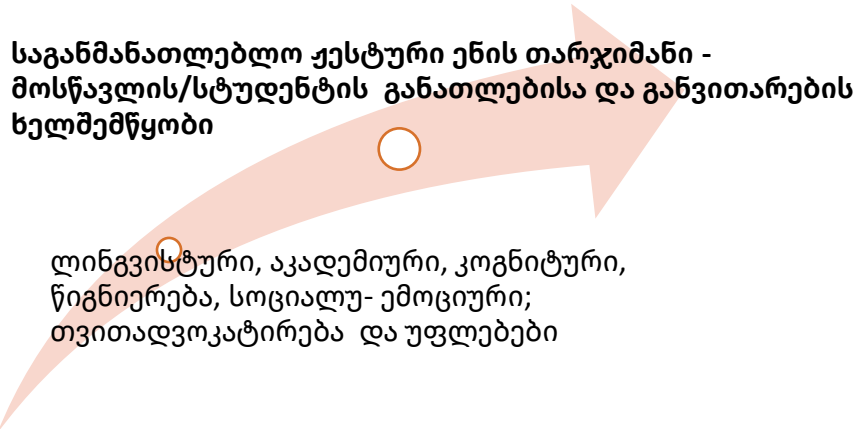 საგანმანათლებლო ჟესტური ენის თარჯიმანი -
მოსწავლის/სტუდენტის განათლებისა და განვითარების
ხელშემწყობი
ლინგვისტური, აკადემიური, კოგნიტური,
წიგნიერება, სოციალუ- ემოციური;
თვითადვოკატირება და უფლებები